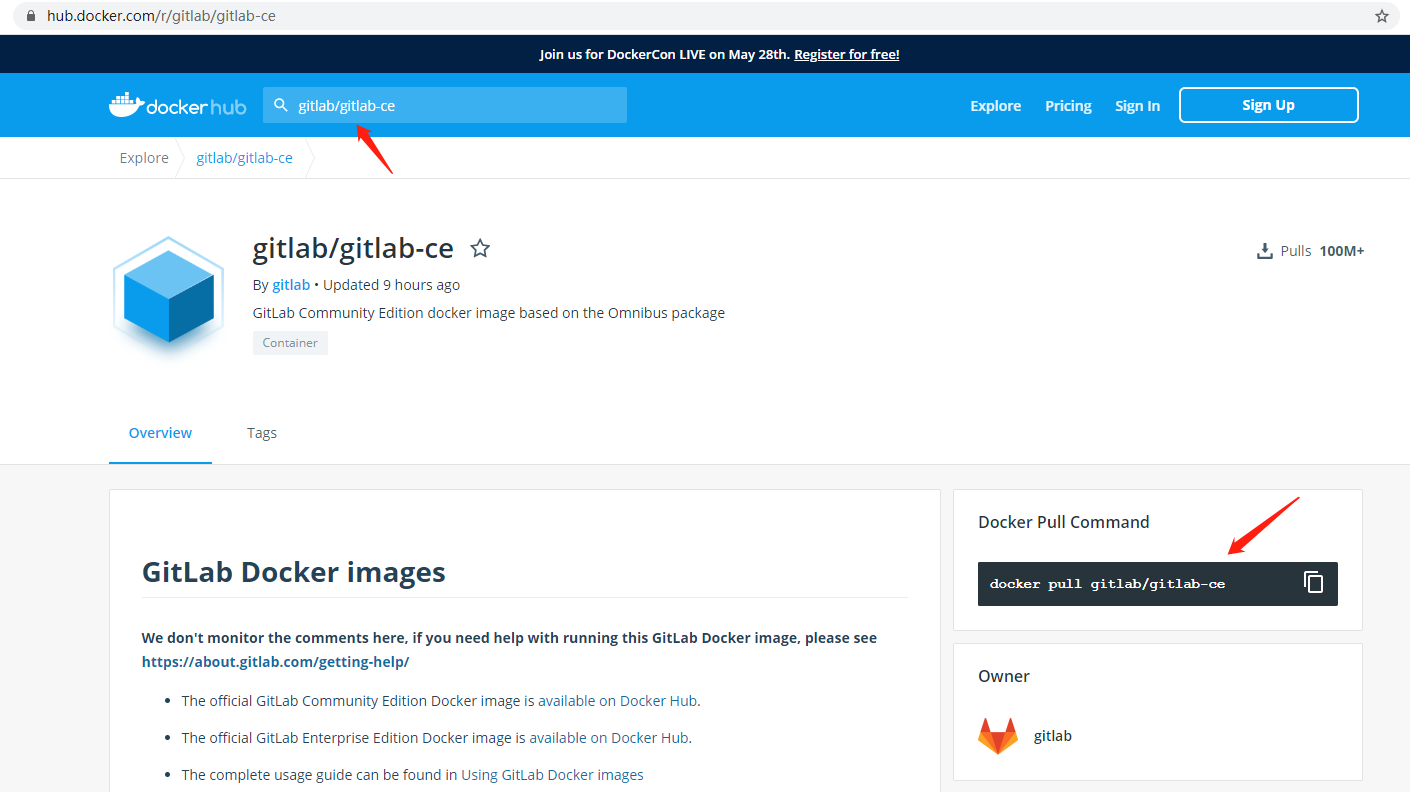 hub.docker.com/r/gitlab/gitlab-ce
Join us for DockerCon LIVE on May 28th. Register for free!
docker hub
gitlab/gitlab-ce
Explore
Pricing
Sign In
Sign Up
Explore
gitlab/gitlab-ce
gitlab/gitlab-ce
Pulls 100M+
By gitlab • Updated 9 hours ago
GitLab Community Edition docker image based on the Omnibus package
Container
Overview
Tags
GitLab Docker images
We don't monitor the comments here, if you need help with running this GitLab Docker image, please see
https://about.gitlab.com/getting-help/
• The official GitLab Community Edition Docker image is available on Docker Hub.
• The official GitLab Enterprise Edition Docker image is available on Docker Hub.
• The complete usage guide can be found in Using GitLab Docker images
Docker Pull Command
docker pull gitlab/gitlab-ce
Owner
gitlab